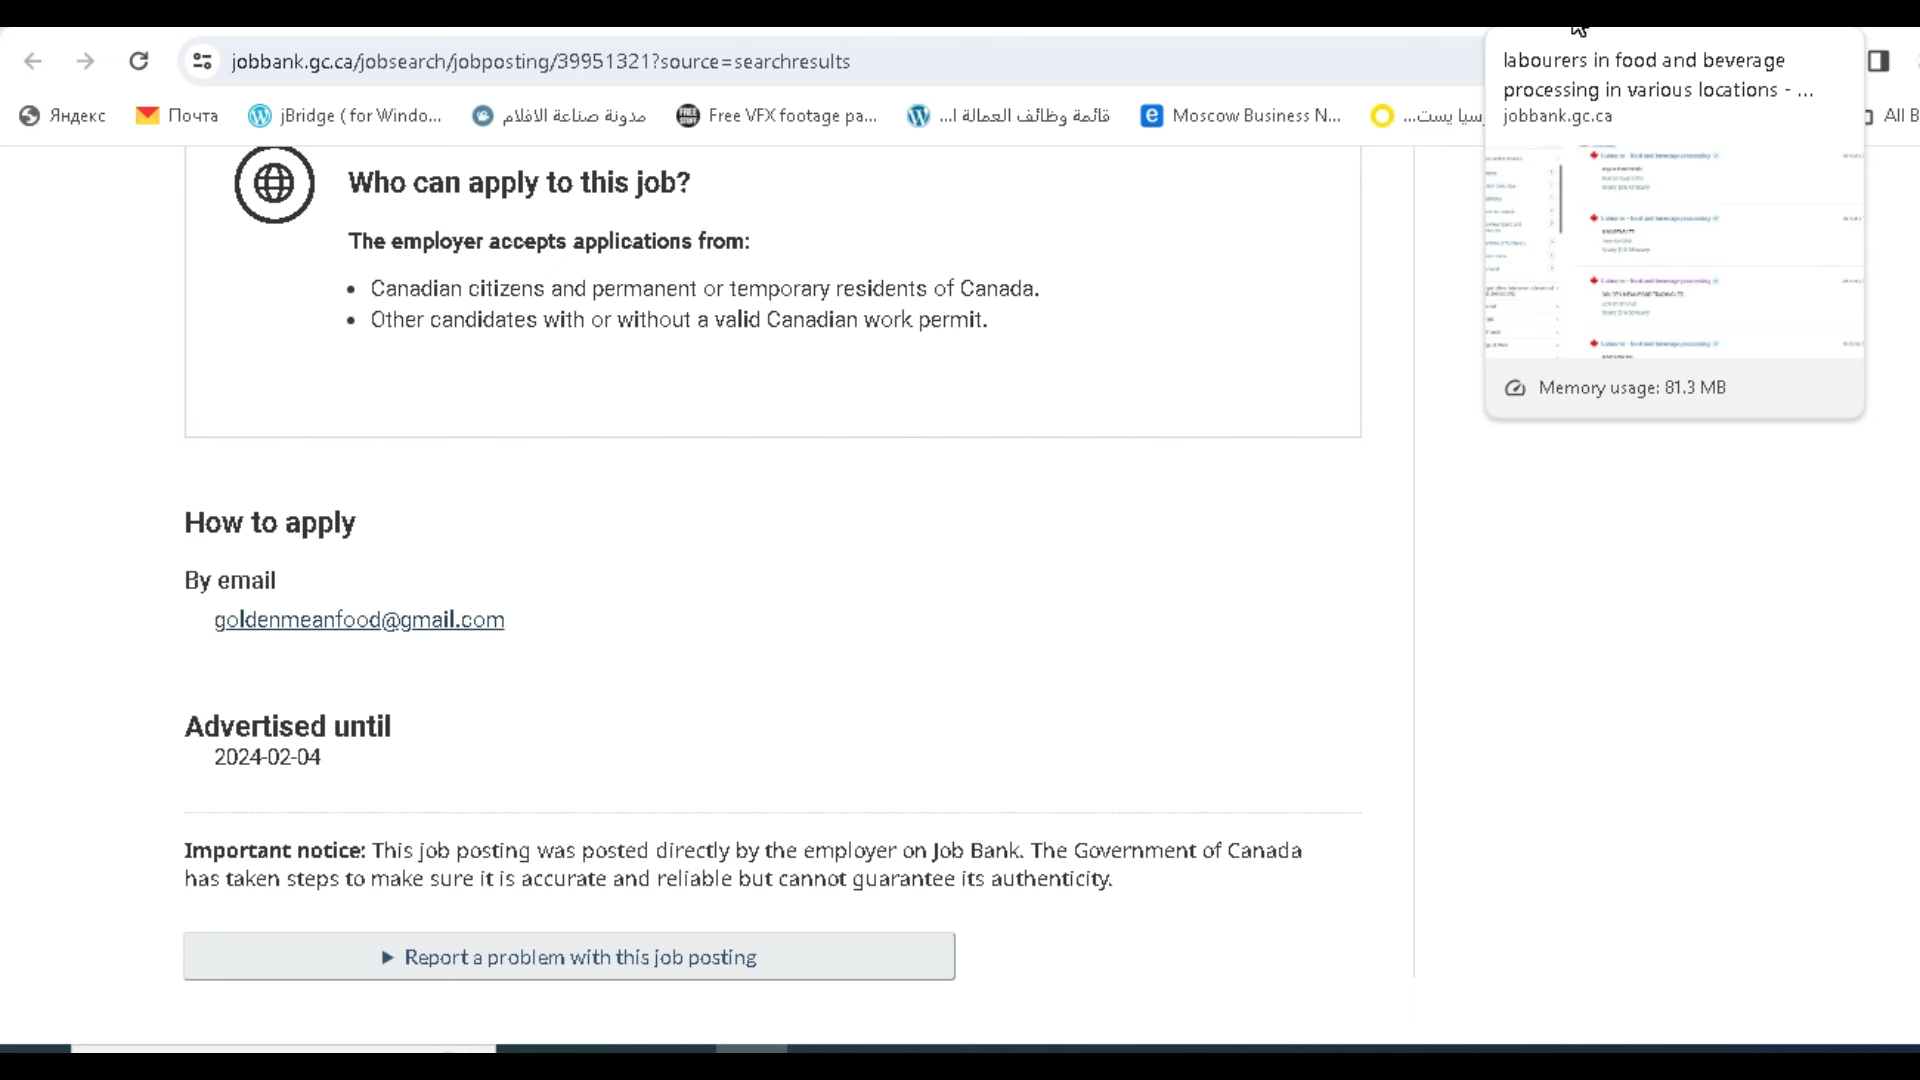 jobbank.gc.ca/jobsearch/jobposting/39951321?source=searchresults
labourers in food and beverage
processing in various locations - ...
jobbank.gc.ca
Яндекс
Почта
jBridge ( for Windo...
مدونة صناعة الافلام
Free VFX footage pa...
قائمة وظائف العمالة ا...
Moscow Business N...
All B
Who can apply to this job?
The employer accepts applications from:
Canadian citizens and permanent or temporary residents of Canada.
Other candidates with or without a valid Canadian work permit.
Memory usage: 81.3 MB
How to apply
By email
goldenmeanfood@gmail.com
Advertised until
2024-02-04
Important notice: This job posting was posted directly by the employer on Job Bank. The Government of Canada
has taken steps to make sure it is accurate and reliable but cannot guarantee its authenticity.
Report a problem with this job posting